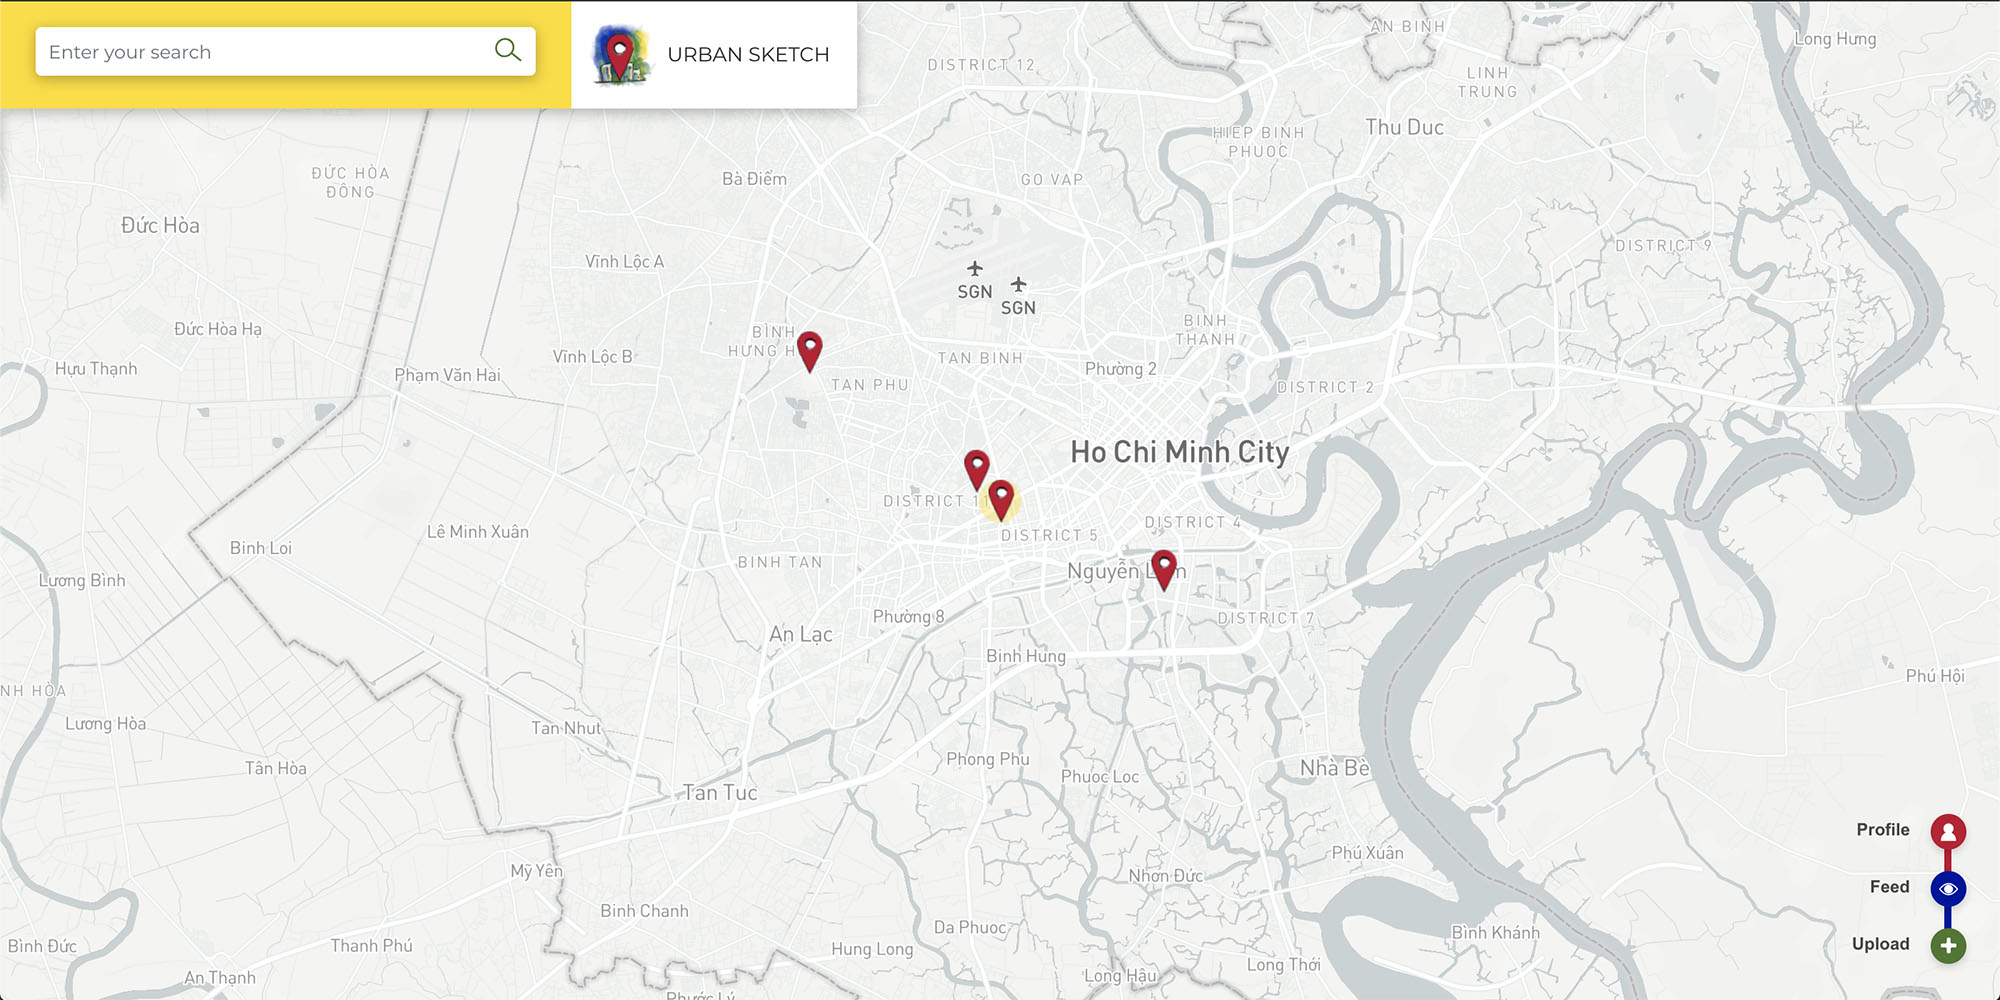 Enter your search
URBAN SKETCH
AN BINH
Long Hung
DISTRICT 12
LINH
TRUNG
Thu Duc
HIEP BINH
PHUOC
ĐỨC HÒA
ĐÔNG
Bà Điểm
GO VAP
Đức Hòa
DISTRICT 9
Vĩnh Lộc A
SGN
SGN
Đức Hòa Hạ
BÌNH
HƯNG H
BINH
THANH
Vĩnh Lộc B
TAN BINH
Hựu Thạnh
Phạm Văn Hai
TAN PHU
Phường 2
DISTRICT 2
Ho Chi Minh City
DISTRICT 11
Lê Minh Xuân
DISTRICT 4
DISTRICT 5
Binh Loi
BINH TAN
Nguyễn
Lương Bình
Phường 8
DISTRICT 7
An Lạc
Binh Hung
Phú Hội
NH HÒA
Lương Hòa
Tan Nhut
Tân Hòa
Phong Phu
Phuoc Loc
Nhà Bè
Tan Tuc
Profile
Phú Xuân
Mỹ Yên
Nhơn Đức
Feed
Binh Chanh
Da Phuoc
Bình Khánh
Bình Đức
Thanh Phú
Hung Long
Upload
An Thạnh
Long Hậu
Long Thới
Phước Lý